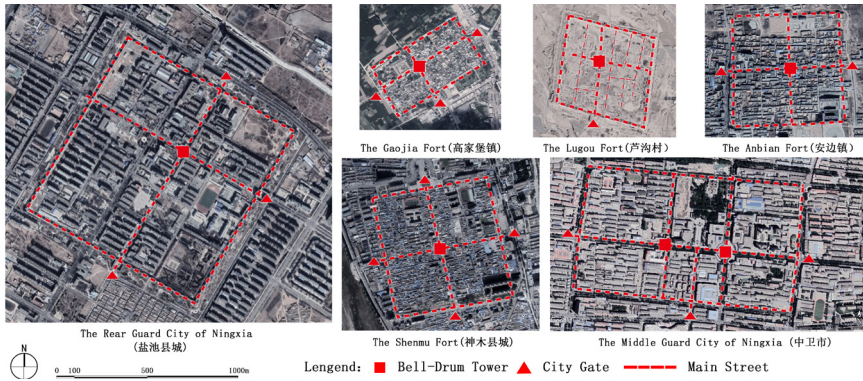 The Gaojia Fort(高家堡镇)
The Lugou Fort(芦沟村)
The Anbian Fort(安边镇)
The Rear Guard City of Ningxia
(盐池县城)
The Shenmu Fort(神木县城)
The Middle Guard City of Ningxia (中卫市)
N
0 100 500 1000m
Lengend: Bell-Drum Tower City Gate Main Street